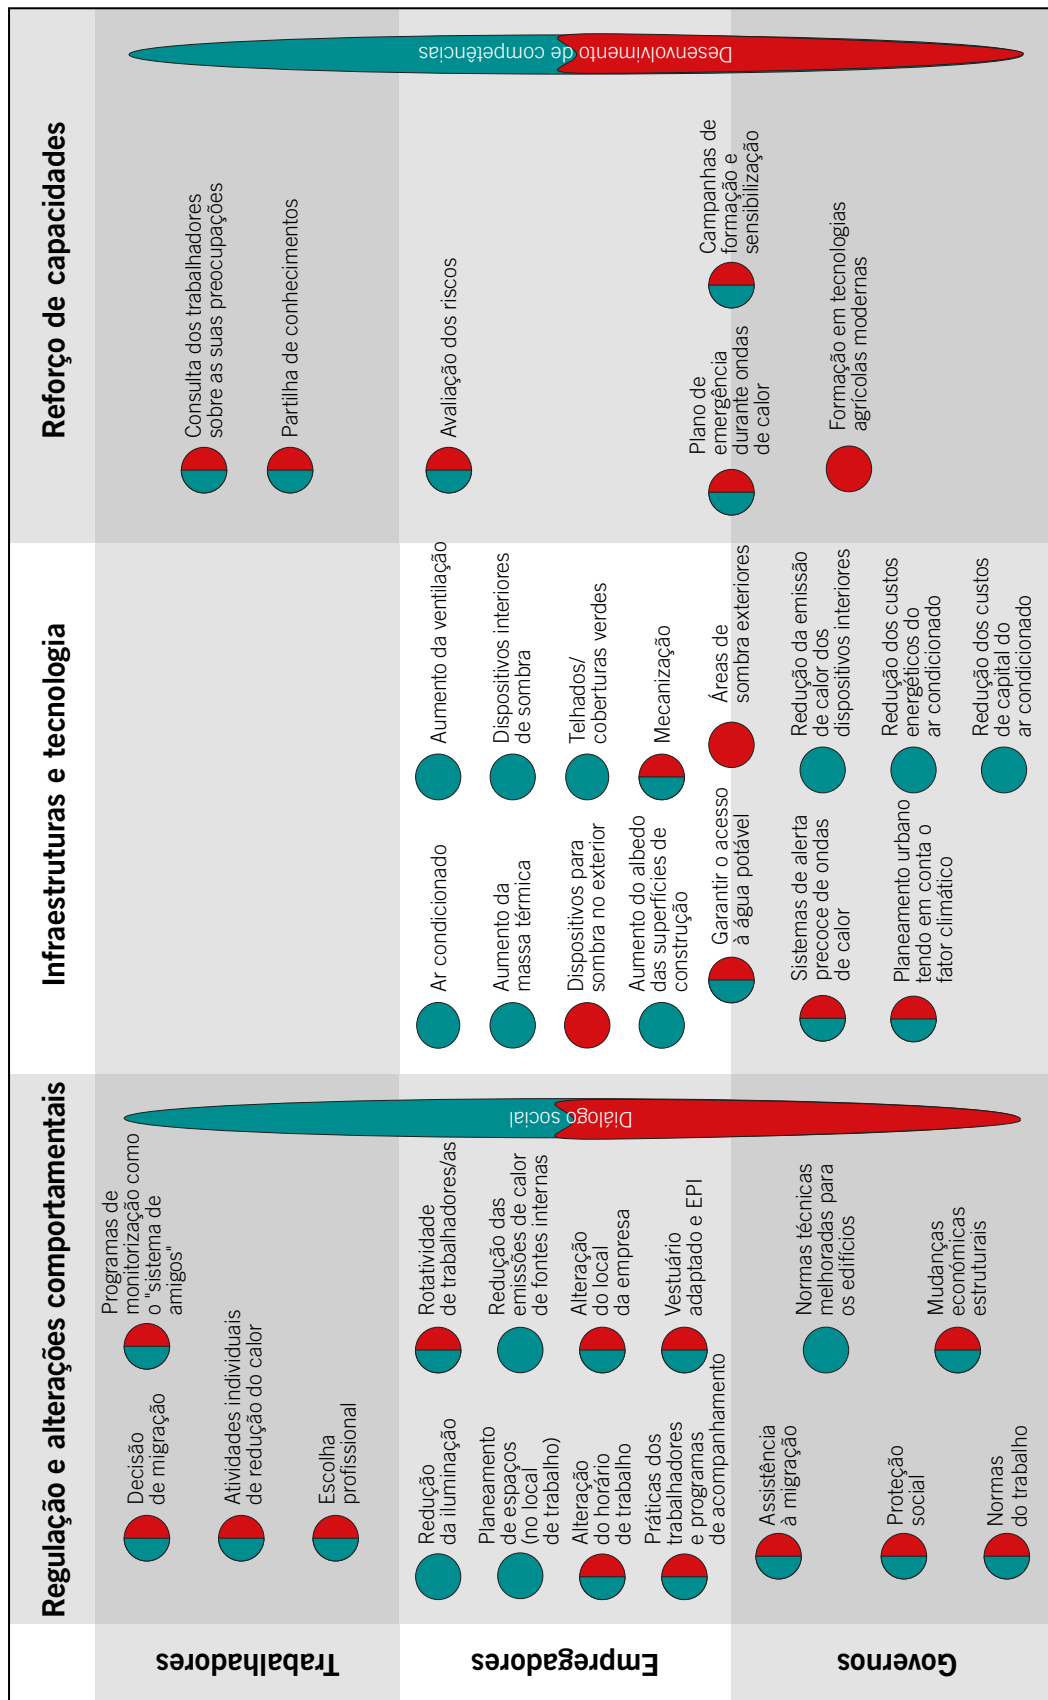 Regulação e alterações comportamentais
Infraestruturas e tecnologia
Reforço de capacidades
Trabalhadores
Decisão
de migração
Programas de
monitorização como
o "sistema de
amigos"
Atividades individuais
de redução do calor
Escolha
profissional
Consulta dos trabalhadores
sobre as suas preocupações
Partilha de conhecimentos
Empregadores
Redução
da iluminação
Rotatividade
de trabalhadores/as
Planeamento
de espaços
(no local
de trabalho)
Redução das
emissões de calor
de fontes internas
Alteração
do horário
de trabalho
Alteração
do local
da empresa
Práticas dos
trabalhadores
e programas
de acompanhamento
Vestuário
adaptado e EPI
Diálogo social
Ar condicionado
Aumento da ventilação
Aumento da
massa térmica
Dispositivos interiores
de sombra
Dispositivos para
sombra no exterior
Telhados/
coberturas verdes
Aumento do albedo
das superfícies de
construção
Mecanização
Garantir o acesso
à água potável
Áreas de
sombra exteriores
Avaliação dos riscos
Plano de
emergência
durante ondas
de calor
Campanhas de
formação e
sensibilização
Desenvolvimento de competências
Governos
Assistência
à migração
Normas técnicas
melhoradas para
os edifícios
Proteção
social
Mudanças
económicas
estruturais
Normas
do trabalho
Sistemas de alerta
precoce de ondas
de calor
Redução da emissão
de calor dos
dispositivos interiores
Planeamento urbano
tendo em conta o
fator climático
Redução dos custos
energéticos do
ar condicionado
Redução dos custos
de capital do
ar condicionado
Formação em tecnologias
agrícolas modernas